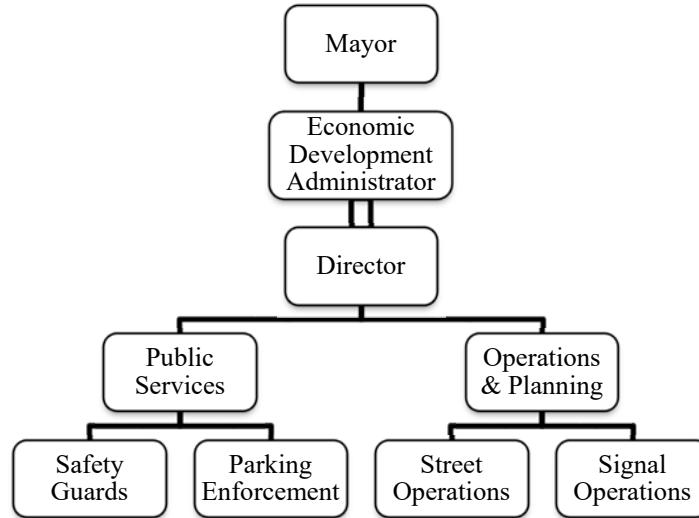 Mayor
Economic
Development
Administrator
Director
Public
Services
Operations
& Planning
Safety
Guards
Parking
Enforcement
Street
Operations
Signal
Operations